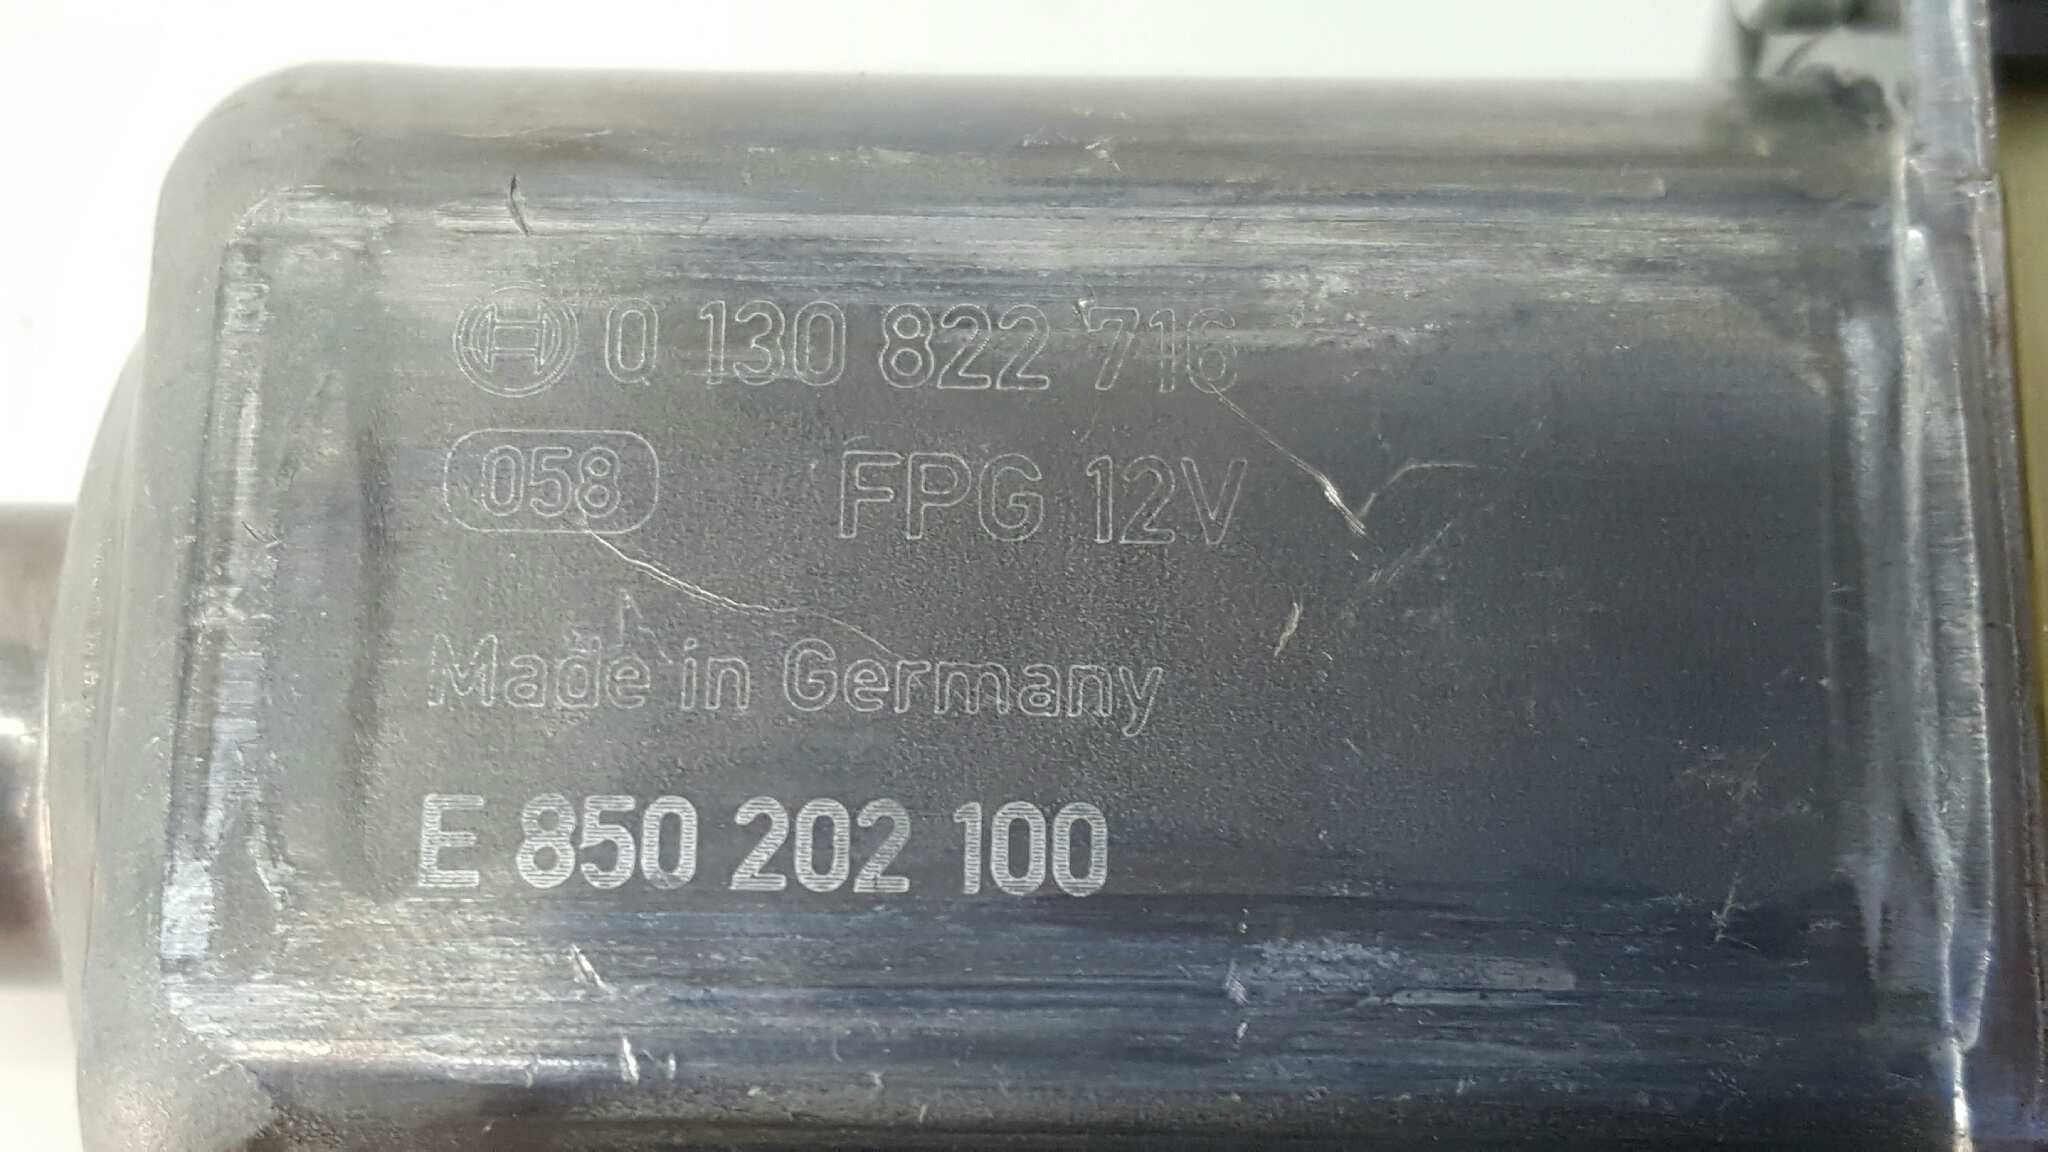 0 130 822 716
058 FPG 12V
Made in Germany
E 850 202 100